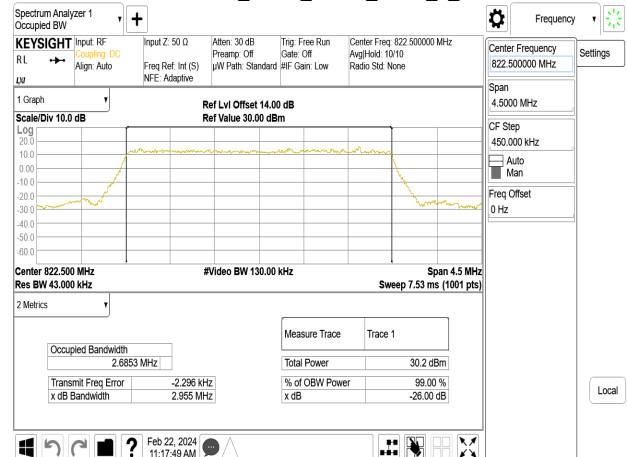 Spectrum Analyzer 1
Occupied BW
Frequency
KEYSIGHT
R L
Input: RF
Coupling: DC
Align: Auto
Input Z: 50 Ω
Freq Ref: Int (S)
NFE: Adaptive
Atten: 30 dB
Preamp: Off
µW Path: Standard
Trig: Free Run
Gate: Off
#IF Gain: Low
Center Freq: 822.500000 MHz
Avg|Hold: 10/10
Radio Std: None
Center Frequency
822.500000 MHz
Settings
Span
4.5000 MHz
CF Step
450.000 kHz
Auto
Man
Freq Offset
0 Hz
Local
1 Graph
Scale/Div 10.0 dB
Ref Lvl Offset 14.00 dB
Ref Value 30.00 dBm
Log
20.0
10.0
0.00
-10.0
-20.0
-30.0
-40.0
-50.0
-60.0
Center 822.500 MHz
#Video BW 130.00 kHz
Span 4.5 MHz
Res BW 43.000 kHz
Sweep 7.53 ms (1001 pts)
2 Metrics
Measure Trace
Trace 1
Occupied Bandwidth
2.6853 MHz
Total Power
30.2 dBm
Transmit Freq Error
-2.296 kHz
% of OBW Power
99.00 %
x dB Bandwidth
2.955 MHz
x dB
-26.00 dB
?
Feb 22, 2024
11:17:49 AM